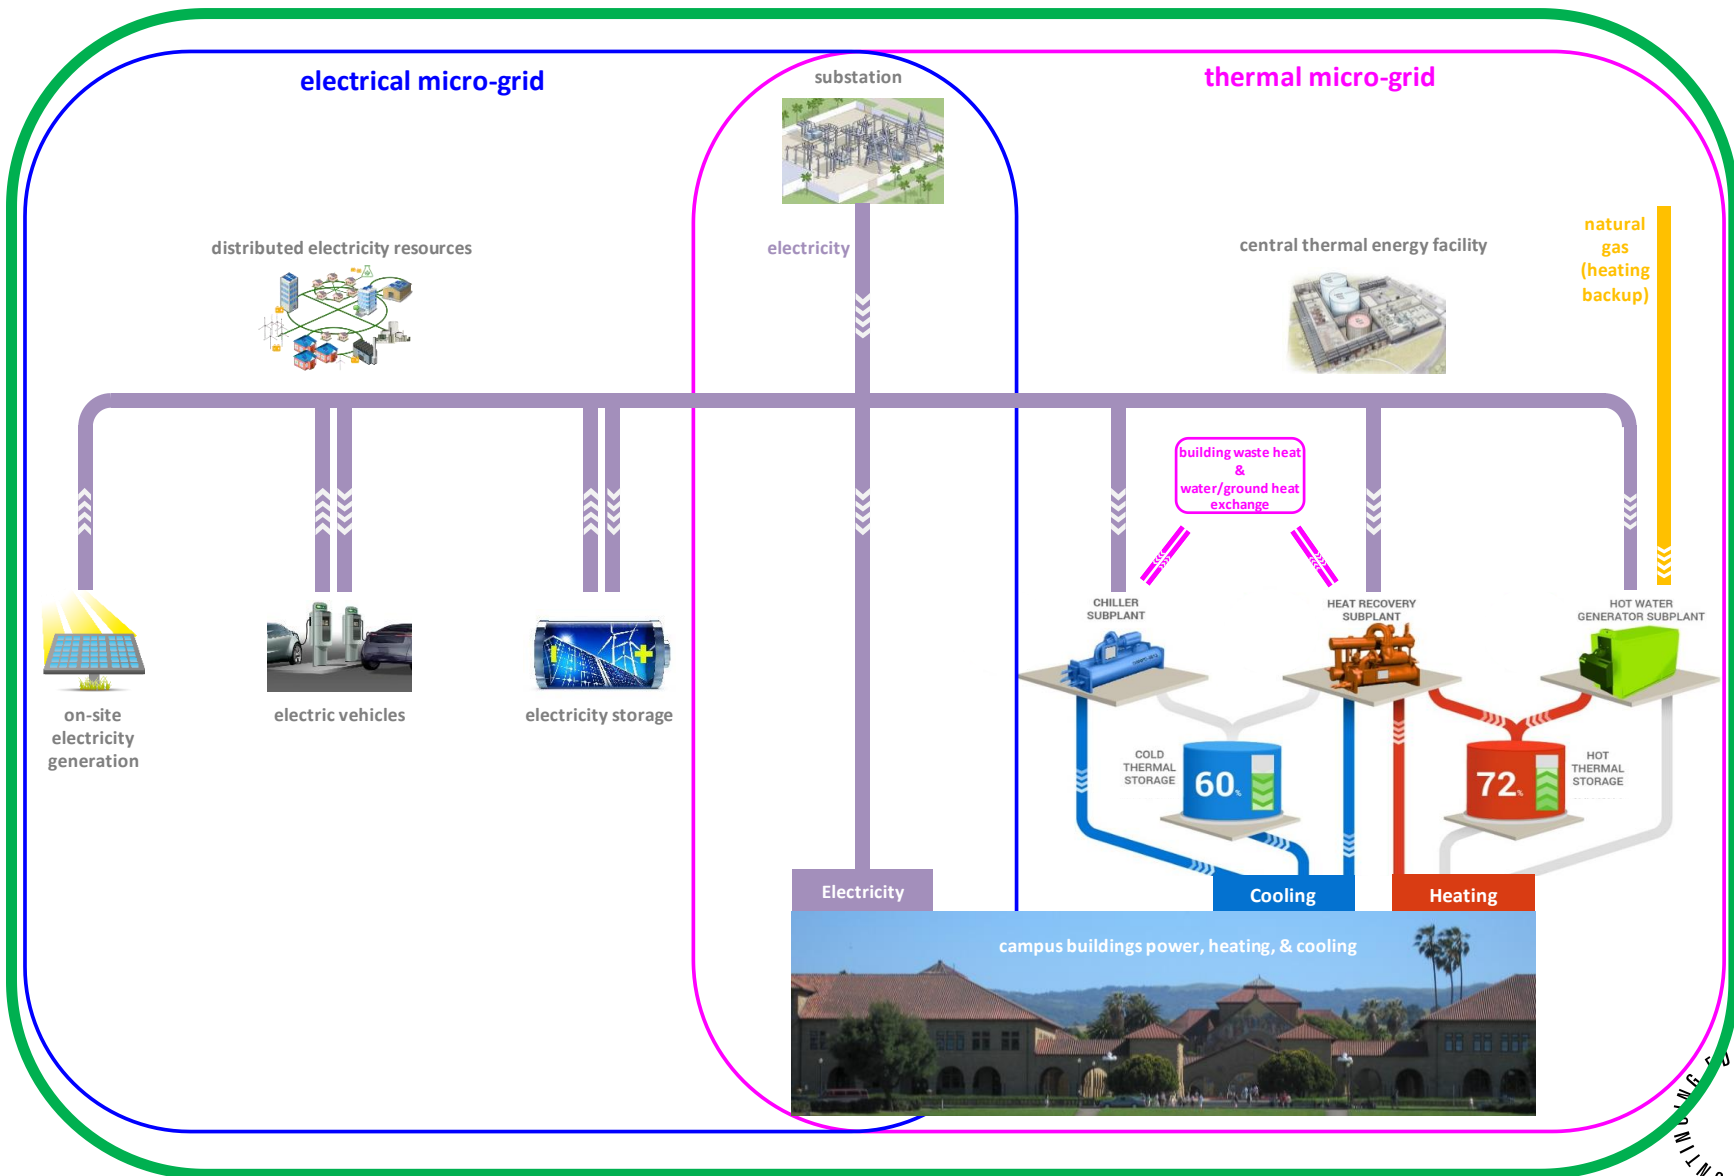 electrical micro-grid
substation
thermal micro-grid
distributed electricity resources
electricity
central thermal energy facility
natural
gas
(heating
backup)
building waste heat
&
water/ground heat
exchange
CHILLER
SUBPLANT
HEAT RECOVERY
SUBPLANT
HOT WATER
GENERATOR SUBPLANT
on-site
electricity
generation
electric vehicles
electricity storage
COLD
THERMAL
STORAGE
60%
72%
HOT
THERMAL
STORAGE
Electricity
Cooling
Heating
campus buildings power, heating, & cooling